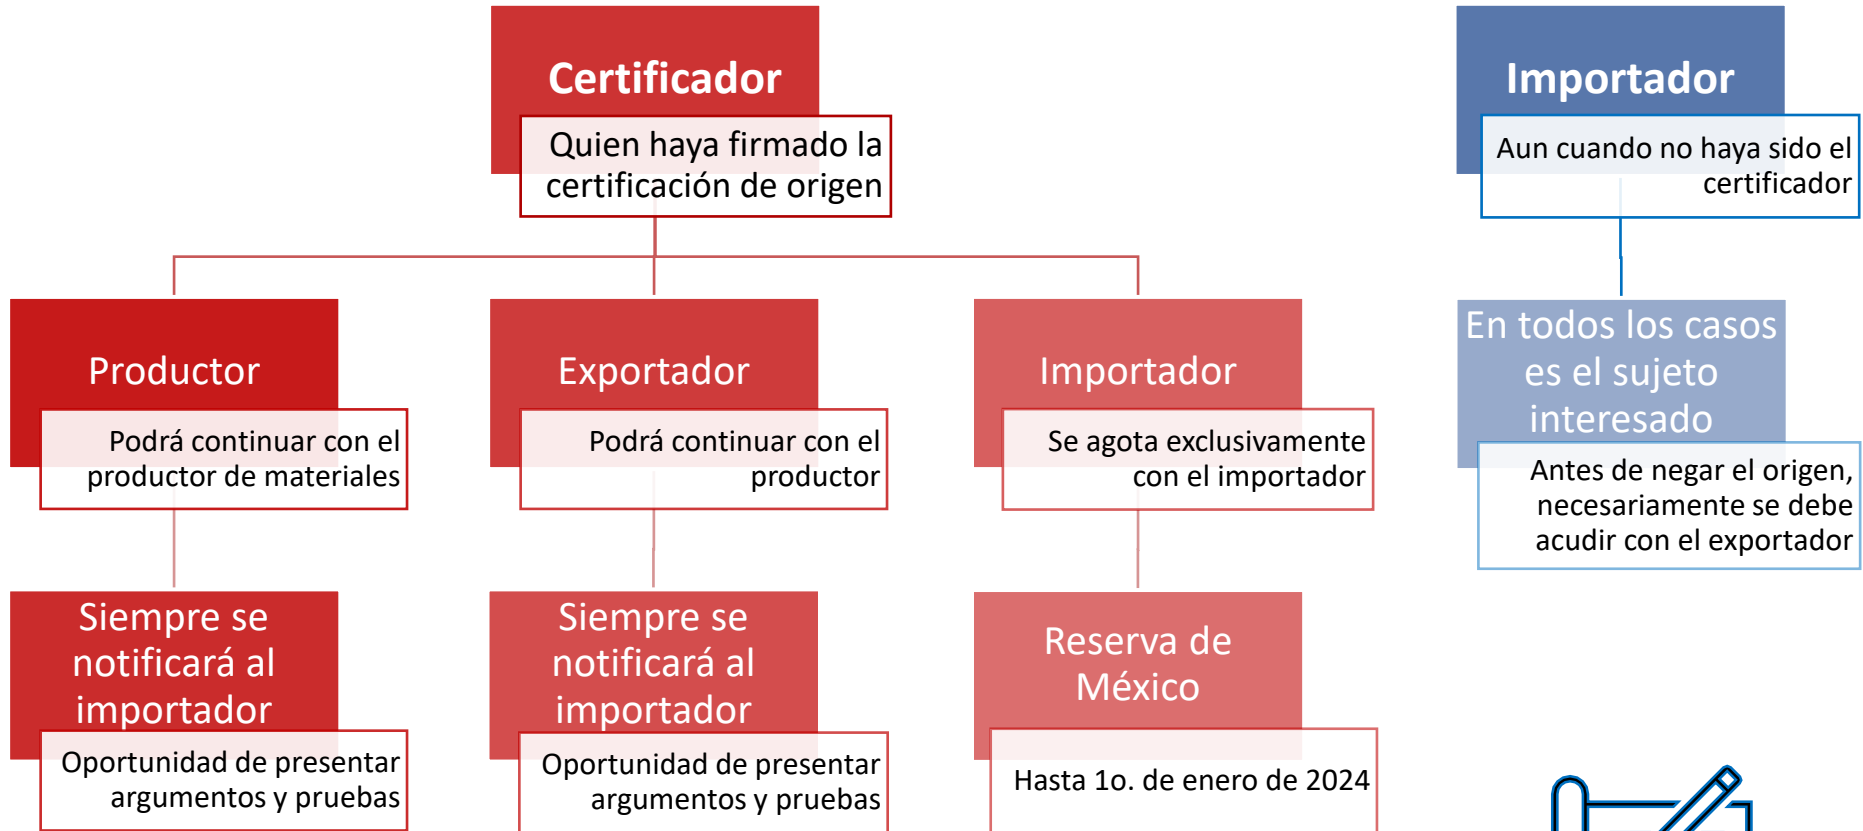 Certificador
Quien haya firmado la
certificación de origen
Productor
Podrá continuar con el
productor de materiales
Siempre se
notificará al
importador
Oportunidad de presentar
argumentos y pruebas
Exportador
Podrá continuar con el
productor
Siempre se
notificará al
importador
Oportunidad de presentar
argumentos y pruebas
Importador
Se agota exclusivamente
con el importador
Reserva de
México
Hasta 1o. de enero de 2024
Importador
Aun cuando no haya sido el
certificador
En todos los casos
es el sujeto
interesado
Antes de negar el origen,
necesariamente se debe
acudir con el exportador